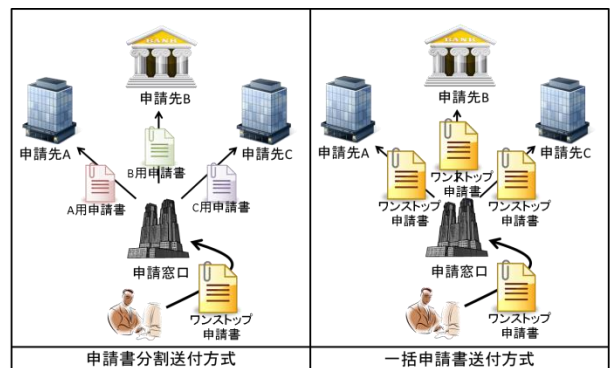 BANK
申請先B
申請先A
申請先C
B用申請書
A用申請書
C用申請書
申請窓口
ワンストップ
申請書
申請書分割送付方式
BANK
申請先B
申請先A
申請先C
ワンストップ
申請書
ワンストップ
申請書
ワンストップ
申請書
申請窓口
ワンストップ
申請書
一括申請書送付方式